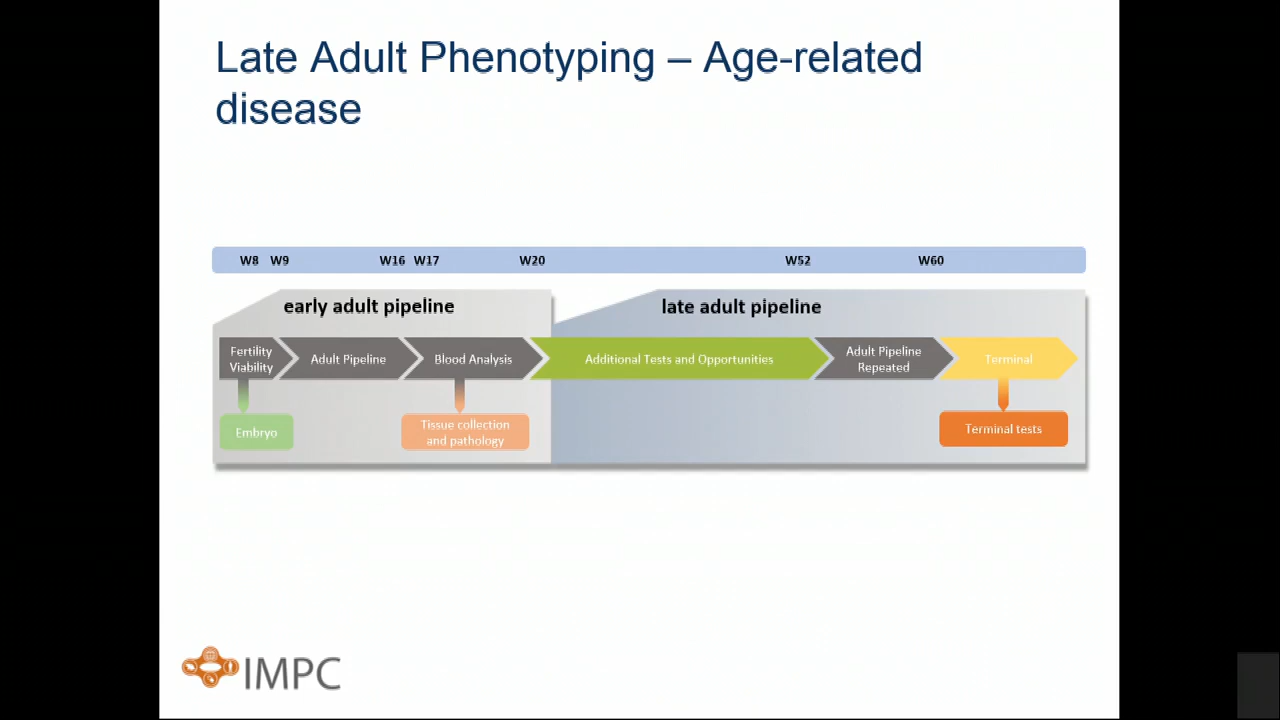 Late Adult Phenotyping – Age-related
disease
W8 W9 W16 W17 W20 W52 W60
early adult pipeline
late adult pipeline
Fertility
Viability
Adult Pipeline
Blood Analysis
Additional Tests and Opportunities
Adult Pipeline
Repeated
Terminal
Embryo
Tissue collection
and pathology
Terminal tests
IMPC